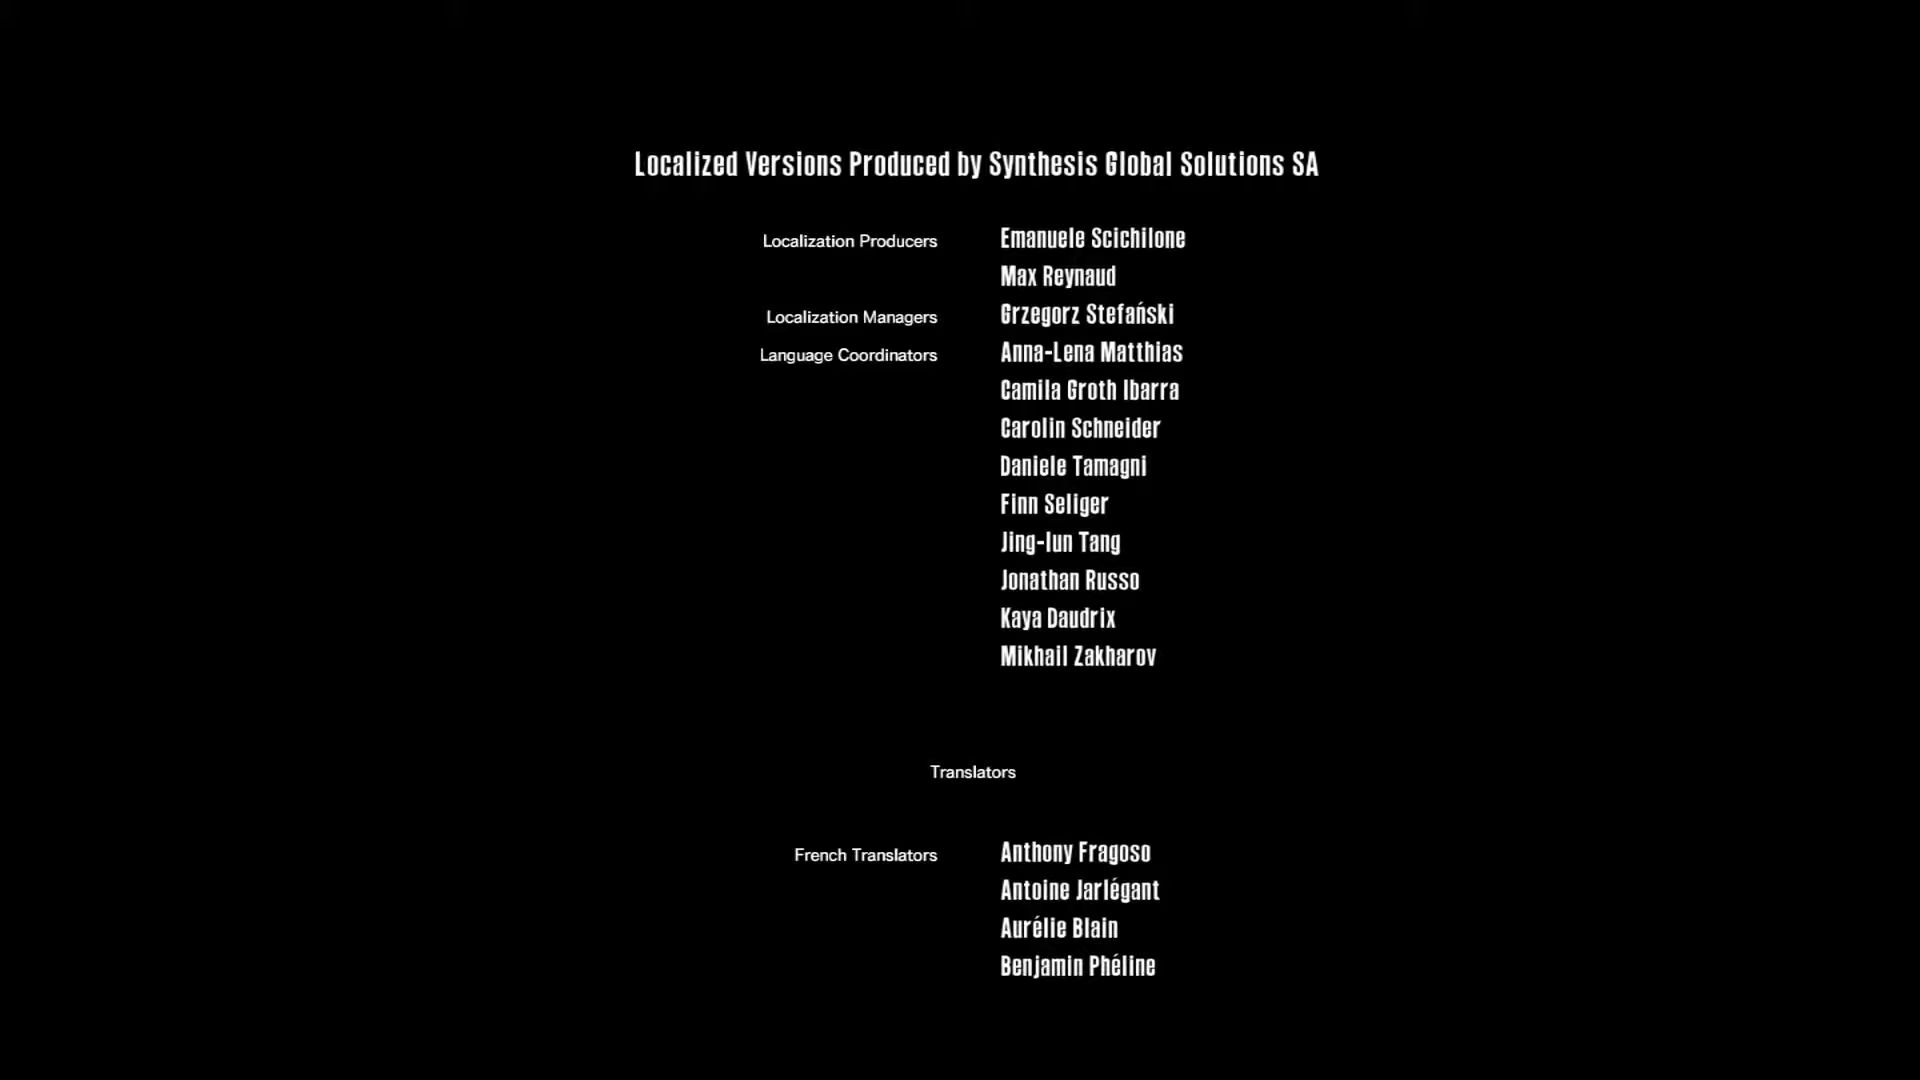 Localized Versions Produced by Synthesis Global Solutions SA
Localization Producers Emanuele Scichilone
Max Reynaud
Localization Managers Grzegorz Stefański
Language Coordinators Anna-Lena Matthias
Camila Groth Ibarra
Carolin Schneider
Daniele Tamagni
Finn Seliger
Jing-Iun Tang
Jonathan Russo
Kaya Daudrix
Mikhail Zakharov
Translators
French Translators Anthony Fragoso
Antoine Jarlégant
Aurélie Blain
Benjamin Phéline